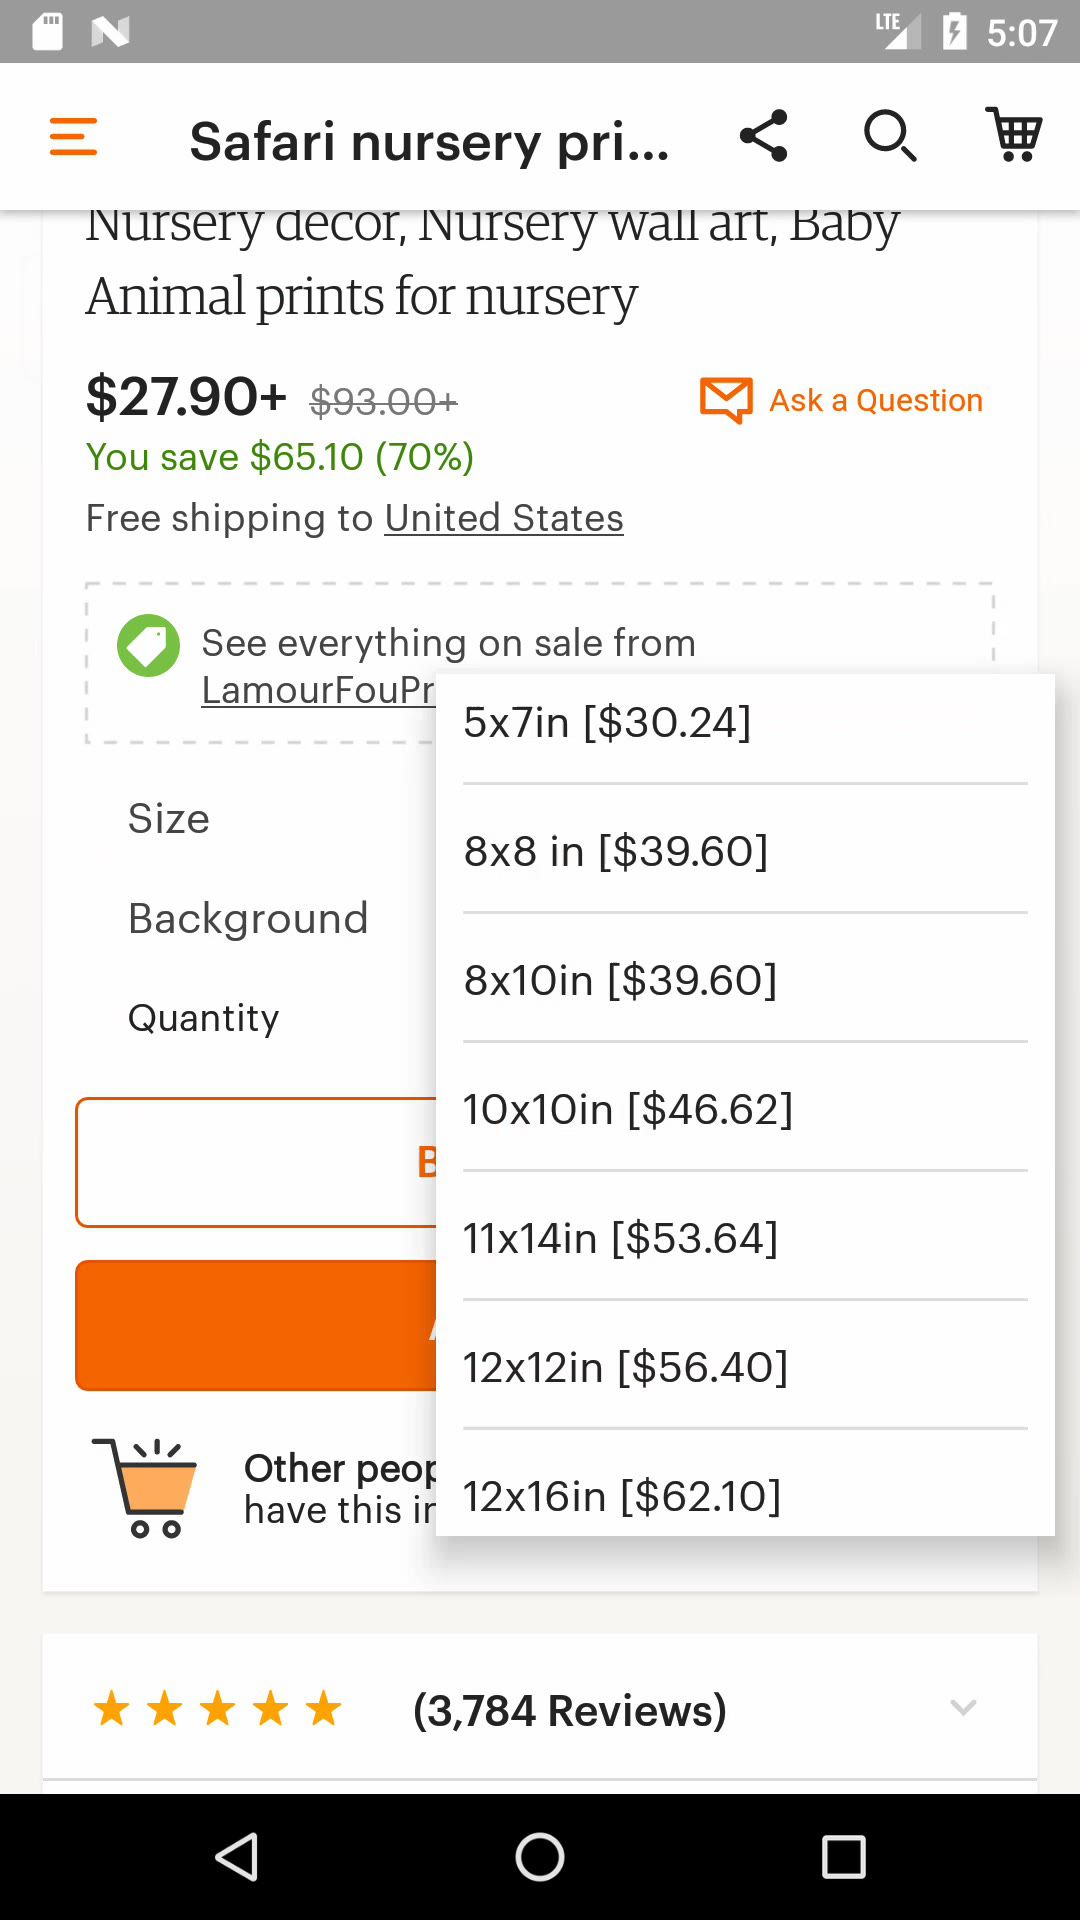 LTE 5:07
Safari nursery pri...
Nursery decor, Nursery wall art, Baby
Animal prints for nursery
$27.90+ $93.00+
Ask a Question
You save $65.10 (70%)
Free shipping to United States
See everything on sale from
LamourFouPr
Size
Background
Quantity
B
5x7in [$30.24]
8x8 in [$39.60]
8x10in [$39.60]
10x10in [$46.62]
11x14in [$53.64]
12x12in [$56.40]
12x16in [$62.10]
Other peop
have this in
(3,784 Reviews)